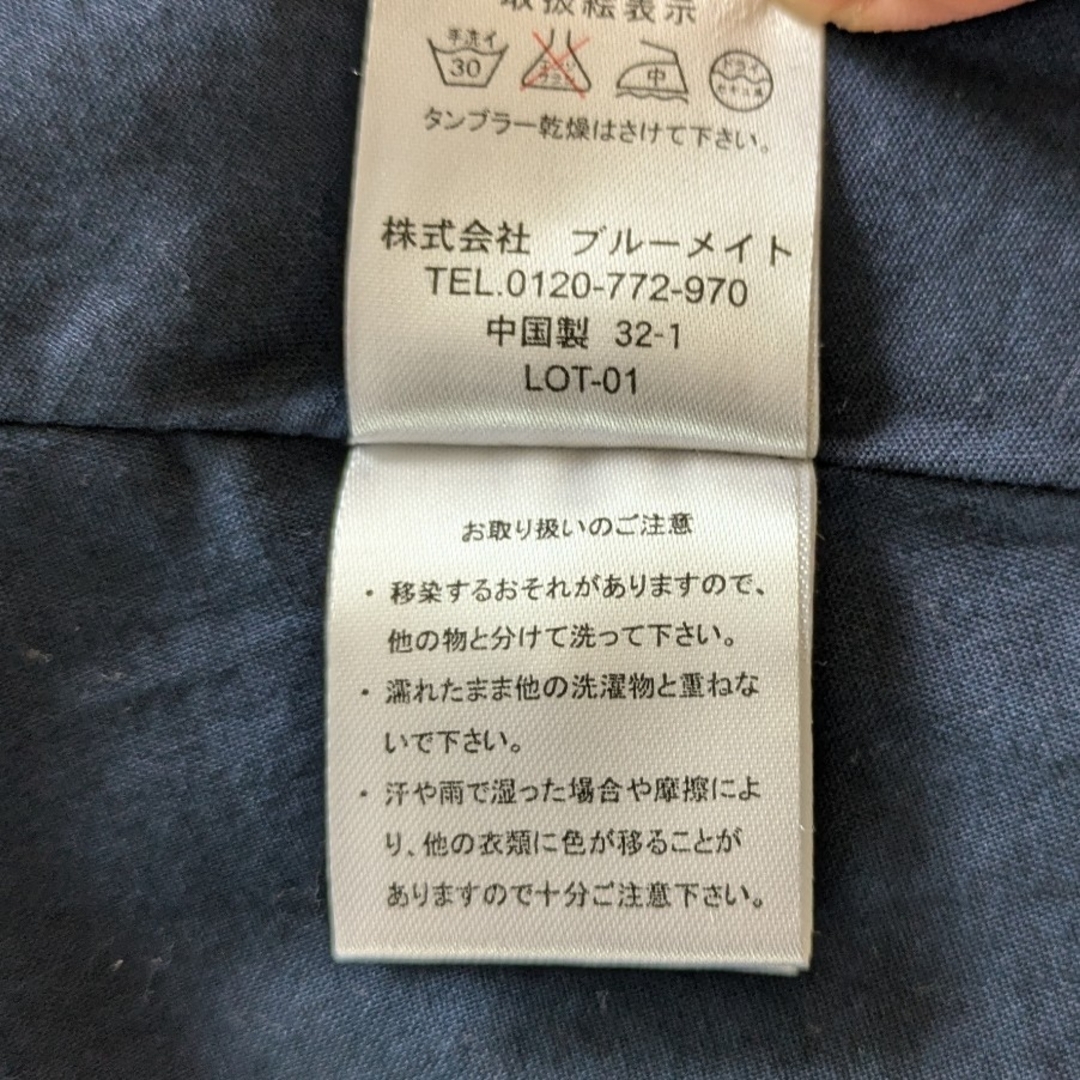 取扱絵表示
手洗イ 30 中 ドライ
タンブラー乾燥はさけて下さい。
株式会社 ブルーメイト
TEL.0120-772-970
中国製 32-1
LOT-01
お取り扱いのご注意
・移染するおそれがありますので、
他の物と分けて洗って下さい。
・濡れたまま他の洗濯物と重ねな
いで下さい。
・汗や雨で湿った場合や摩擦によ
り、他の衣類に色が移ることが
ありますので十分ご注意下さい。